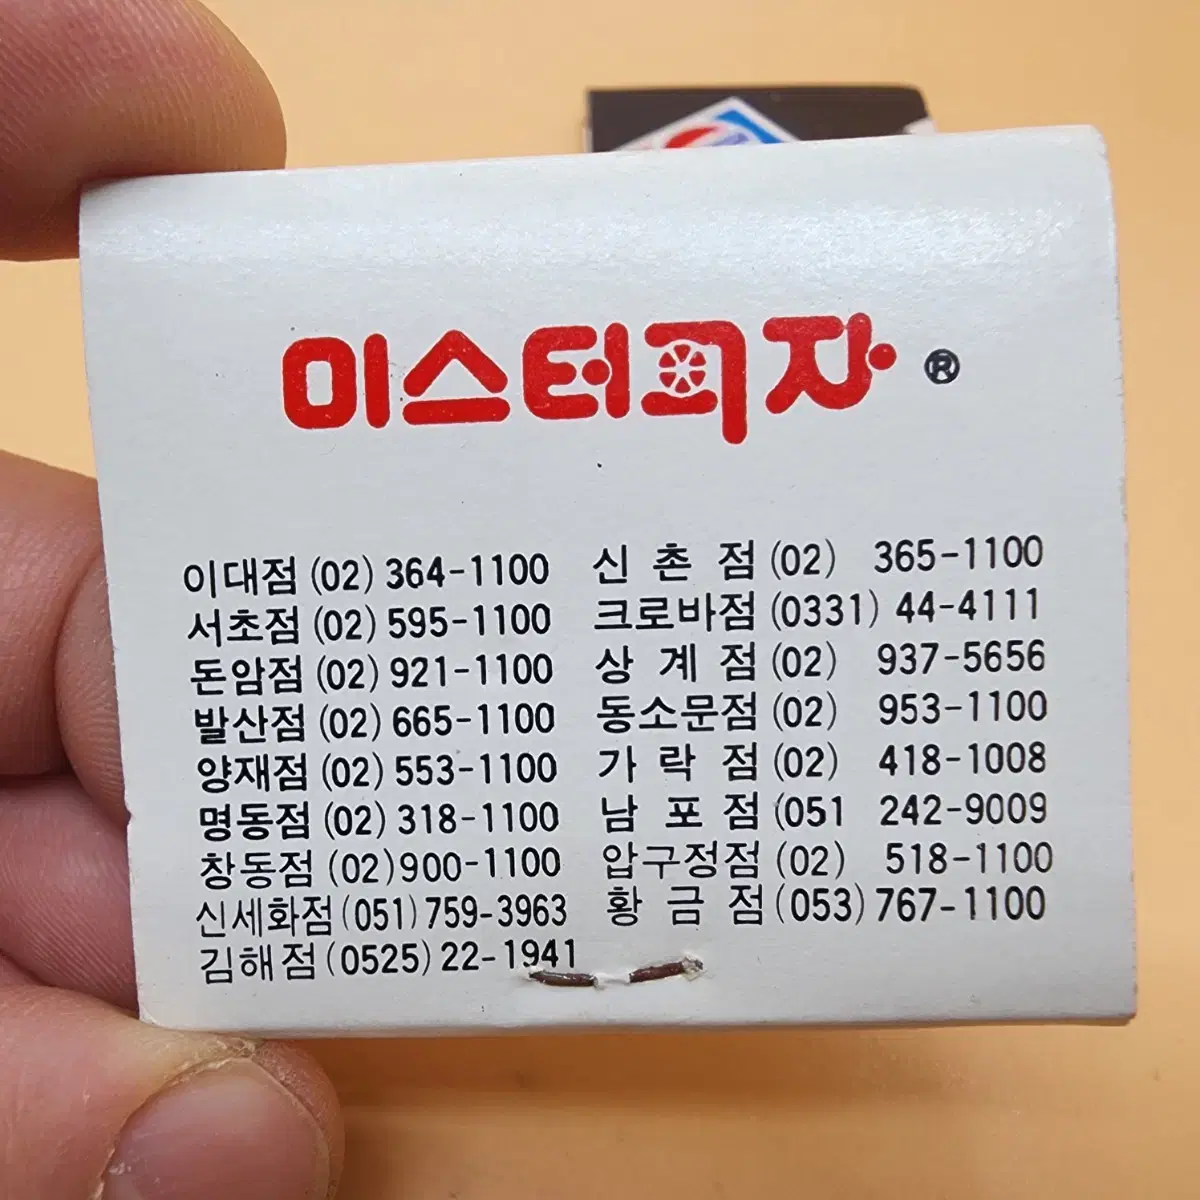 미스터피자 ®
이대점 (02) 364-1100 신 촌 점 (02) 365-1100
서초점 (02) 595-1100 크로바점 (0331) 44-4111
돈암점 (02) 921-1100 상 계 점 (02) 937-5656
발산점 (02) 665-1100 동소문점 (02) 953-1100
양재점 (02) 553-1100 가 락 점 (02) 418-1008
명동점 (02) 318-1100 남 포 점 (051 242-9009
창동점 (02)900-1100 압구정점 (02) 518-1100
신세화점 (051) 759-3963 황 금 점 (053) 767-1100
김해점 (0525) 22-1941